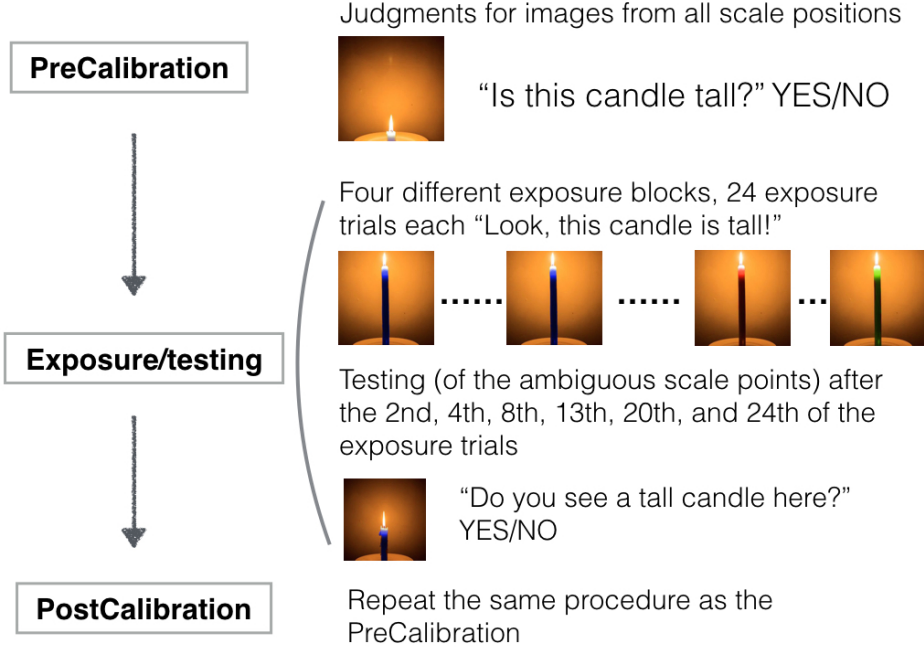 Judgments for images from all scale positions
PreCalibration
“Is this candle tall?” YES/NO
Four different exposure blocks, 24 exposure
trials each “Look, this candle is tall!”
...... ...... ...
Exposure/testing
Testing (of the ambiguous scale points) after
the 2nd, 4th, 8th, 13th, 20th, and 24th of the
exposure trials
“Do you see a tall candle here?”
YES/NO
PostCalibration
Repeat the same procedure as the
PreCalibration